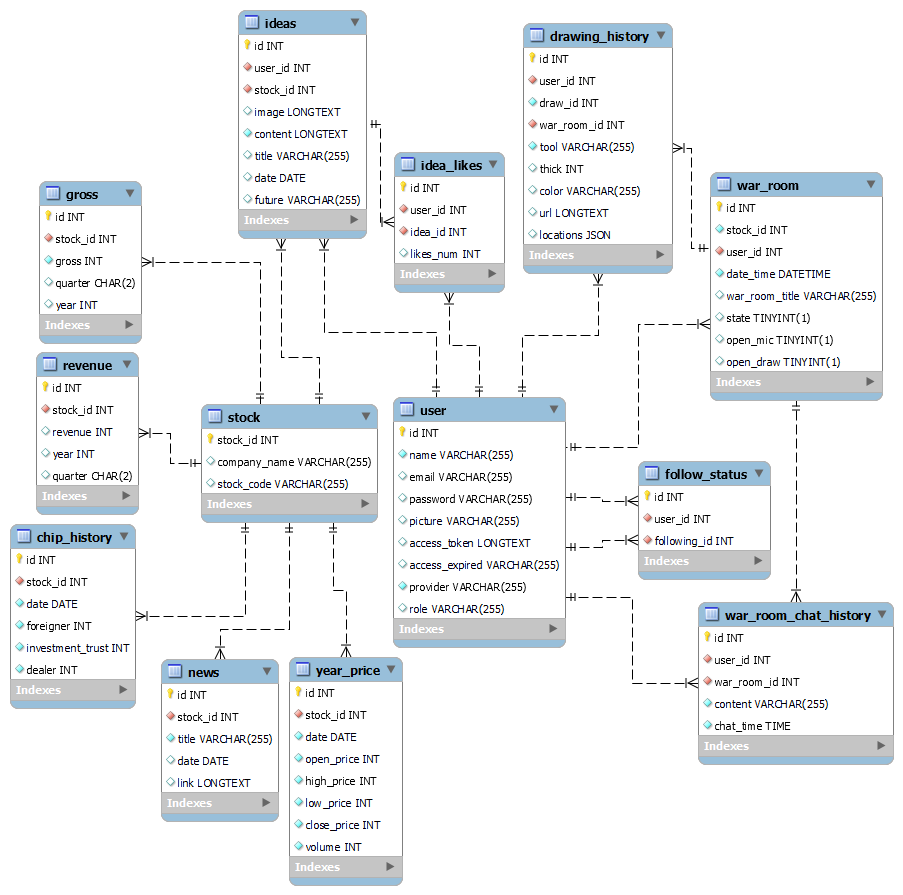 ideas
id INT
user_id INT
stock_id INT
image LONGTEXT
content LONGTEXT
title VARCHAR(255)
date DATE
future VARCHAR(255)
Indexes
drawing_history
id INT
user_id INT
draw_id INT
war_room_id INT
tool VARCHAR(255)
thick INT
color VARCHAR(255)
url LONGTEXT
locations JSON
Indexes
idea_likes
id INT
user_id INT
idea_id INT
likes_num INT
Indexes
war_room
id INT
stock_id INT
user_id INT
date_time DATETIME
war_room_title VARCHAR(255)
state TINYINT(1)
open_mic TINYINT(1)
open_draw TINYINT(1)
Indexes
gross
id INT
stock_id INT
gross INT
quarter CHAR(2)
year INT
Indexes
revenue
id INT
stock_id INT
revenue INT
year INT
quarter CHAR(2)
Indexes
stock
stock_id INT
company_name VARCHAR(255)
stock_code VARCHAR(255)
Indexes
user
id INT
name VARCHAR(255)
email VARCHAR(255)
password VARCHAR(255)
picture VARCHAR(255)
access_token LONGTEXT
access_expired VARCHAR(255)
provider VARCHAR(255)
role VARCHAR(255)
Indexes
follow_status
id INT
user_id INT
following_id INT
Indexes
chip_history
id INT
stock_id INT
date DATE
foreigner INT
investment_trust INT
dealer INT
Indexes
news
id INT
stock_id INT
title VARCHAR(255)
date DATE
link LONGTEXT
Indexes
year_price
id INT
stock_id INT
date DATE
open_price INT
high_price INT
low_price INT
close_price INT
volume INT
Indexes
war_room_chat_history
id INT
user_id INT
war_room_id INT
content VARCHAR(255)
chat_time TIME
Indexes